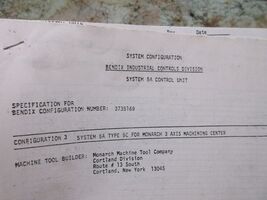 Rev
Date
SYSTEM CONFIGURATION
BENDIX INDUSTRIAL CONTROLS DIVISION
SYSTEM 5A CONTROL UNIT
SPECIFICATION FOR
BENDIX CONFIGURATION NUMBER: 3735160
CONFIGURATION 3 SYSTEM 5A TYPE 5C FOR MONARCH 3 AXIS MACHINING CENTER
MACHINE TOOL BUILDER: Monarch Machine Tool Company
Cortland Division
Route # 13 South
Cortland, New York 13045